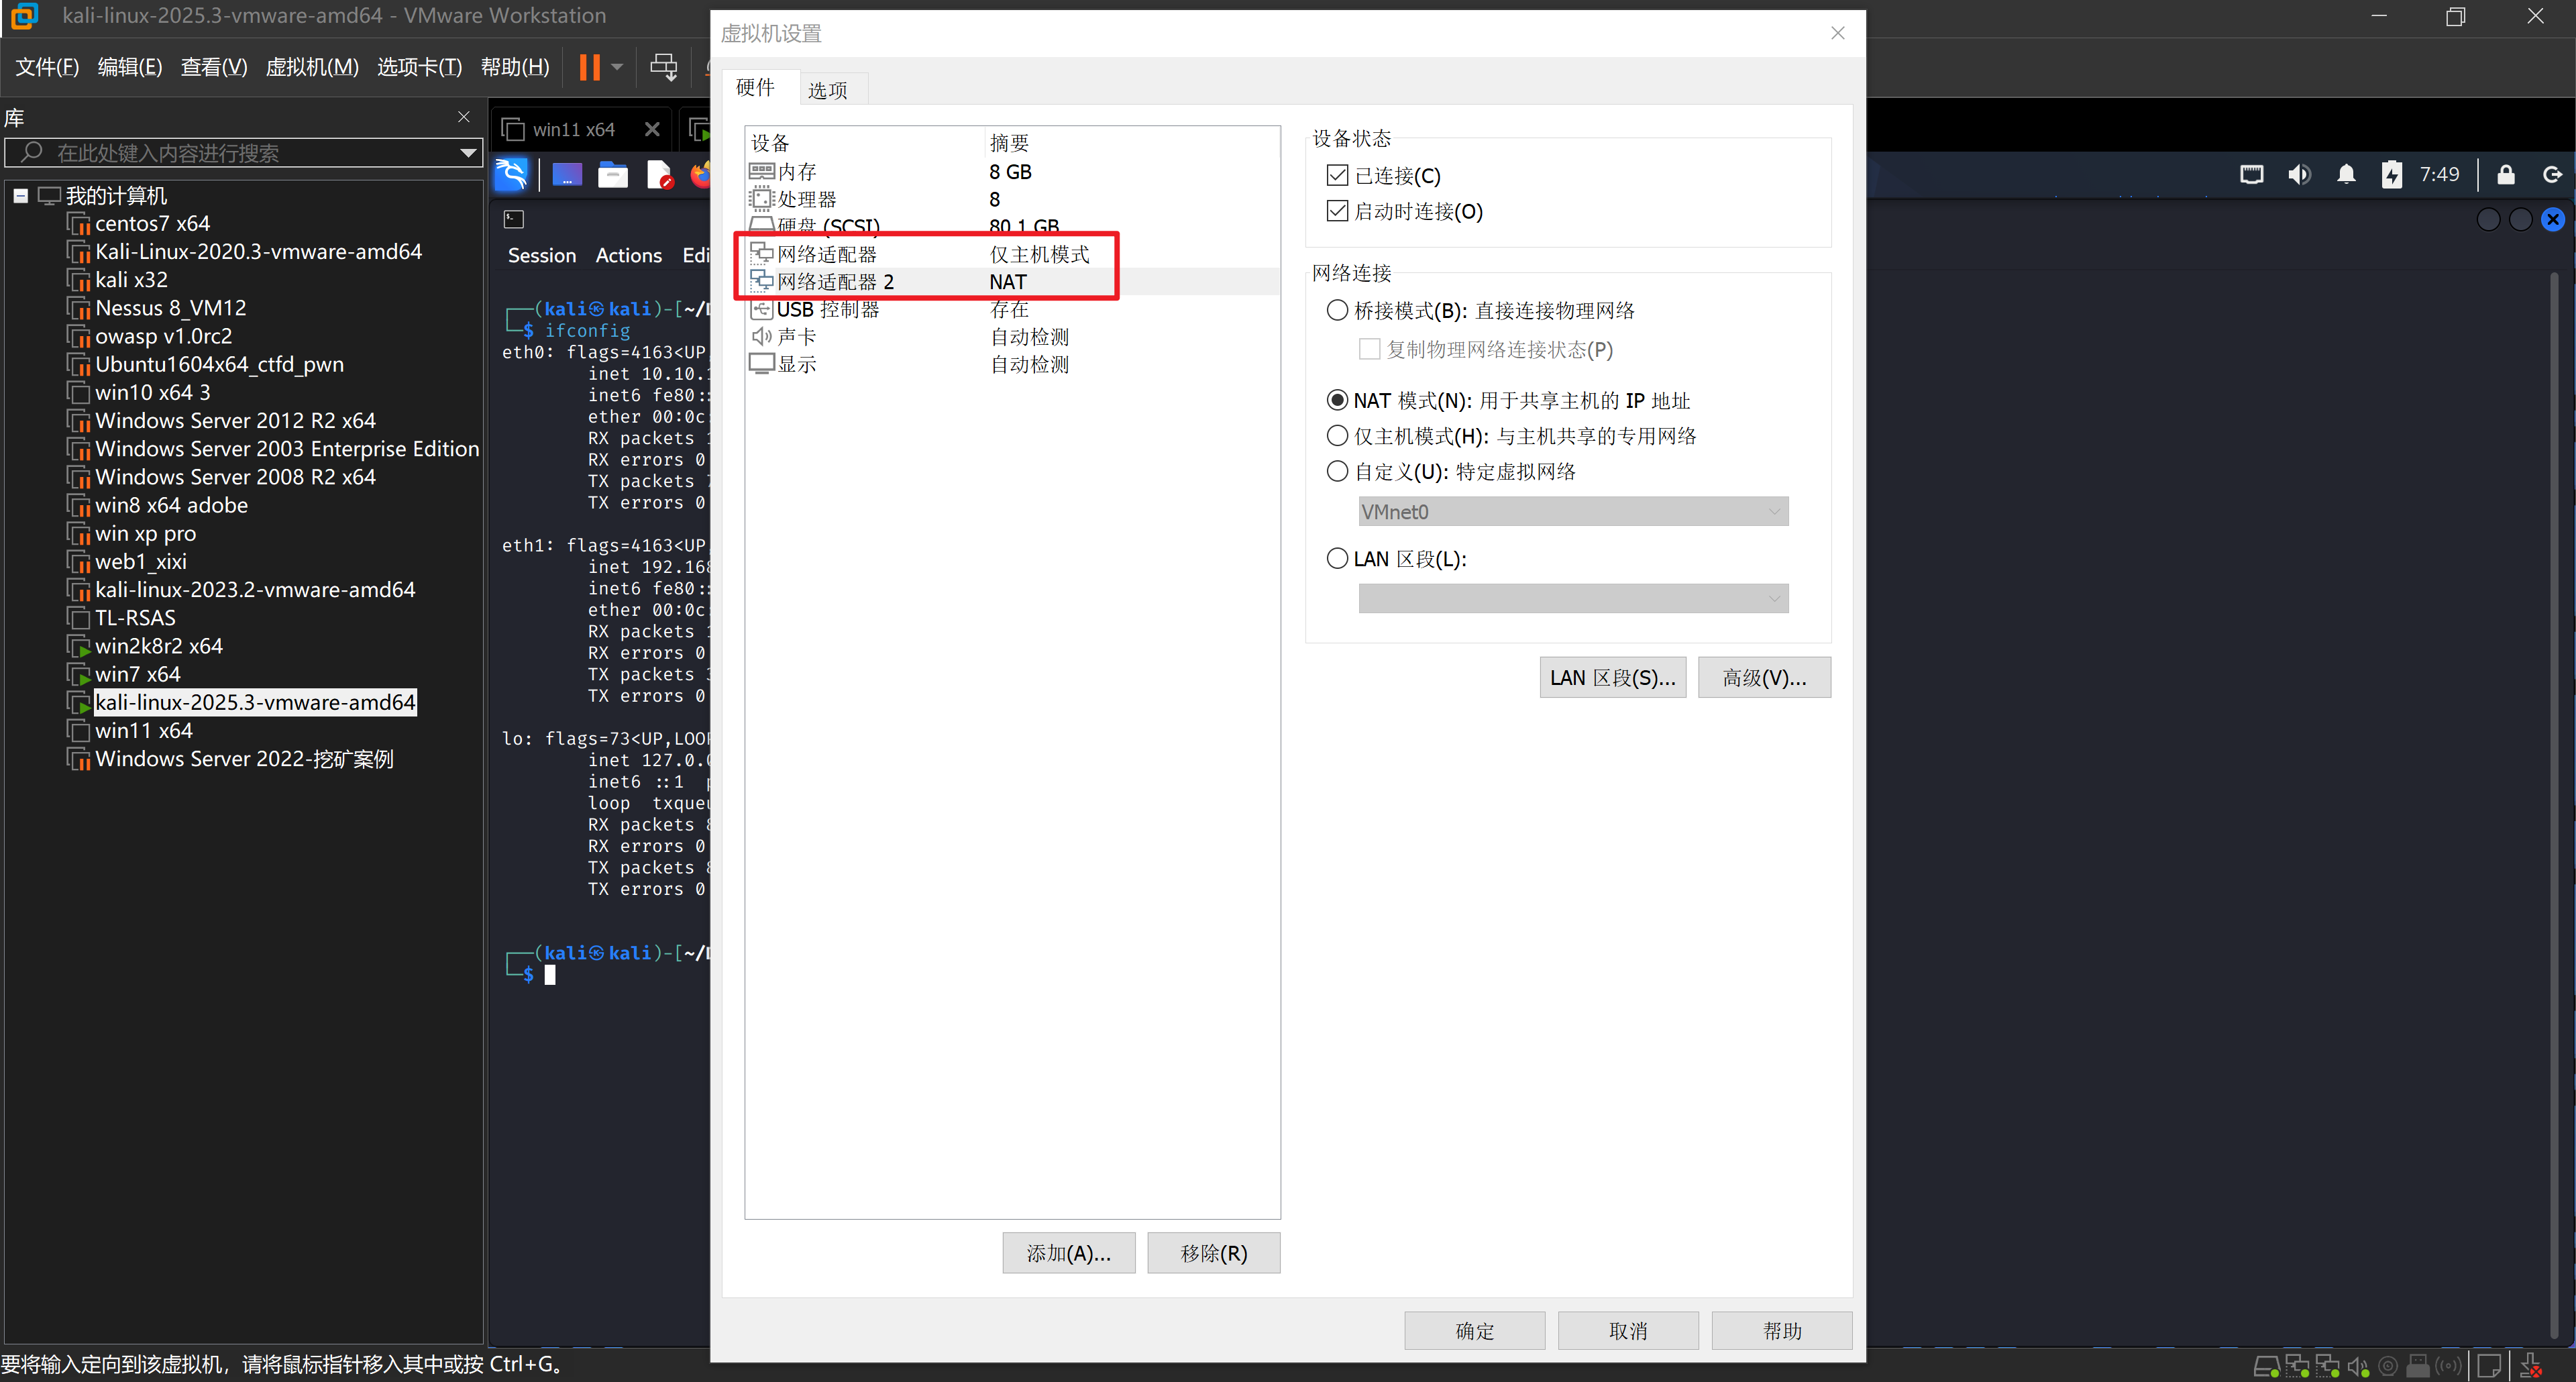 kali-linux-2025.3-vmware-amd64 - VMware Workstation
文件(F) 编辑(E) 查看(V) 虚拟机(M) 选项卡(T) 帮助(H)
库
在此处键入内容进行搜索
我的计算机
centos7 x64
Kali-Linux-2020.3-vmware-amd64
kali x32
Nessus 8_VM12
owasp v1.0rc2
Ubuntu1604x64_ctfd_pwn
win10 x64 3
Windows Server 2012 R2 x64
Windows Server 2003 Enterprise Edition
Windows Server 2008 R2 x64
win8 x64 adobe
win xp pro
web1_xixi
kali-linux-2023.2-vmware-amd64
TL-RSAS
win2k8r2 x64
win7 x64
kali-linux-2025.3-vmware-amd64
win11 x64
Windows Server 2022-挖矿案例
win11 x64
7:49
Session Actions Edi
(kali㉿kali)-[~/
$ ifconfig
eth0: flags=4163<UP,
inet 10.10.
inet6 fe80::
ether 00:0c:
RX packets
RX errors 0
TX packets
TX errors 0
eth1: flags=4163<UP,
inet 192.168
inet6 fe80::
ether 00:0c:
RX packets
RX errors 0
TX packets
TX errors 0
lo: flags=73<UP,LOOP
inet 127.0.0
inet6 ::1
loop txqueu
RX packets
RX errors 0
TX packets
TX errors 0
(kali㉿kali)-[~/
$
虚拟机设置
硬件 选项
设备 摘要
内存 8 GB
处理器 8
硬盘 (SCSI) 80.1 GB
网络适配器 仅主机模式
网络适配器 2 NAT
USB 控制器 存在
声卡 自动检测
显示 自动检测
添加(A)... 移除(R)
设备状态
已连接(C)
启动时连接(O)
网络连接
桥接模式(B): 直接连接物理网络
复制物理网络连接状态(P)
NAT 模式(N): 用于共享主机的 IP 地址
仅主机模式(H): 与主机共享的专用网络
自定义(U): 特定虚拟网络
VMnet0
LAN 区段(L):
LAN 区段(S)... 高级(V)...
确定 取消 帮助
要将输入定向到该虚拟机，请将鼠标指针移入其中或按 Ctrl+G。